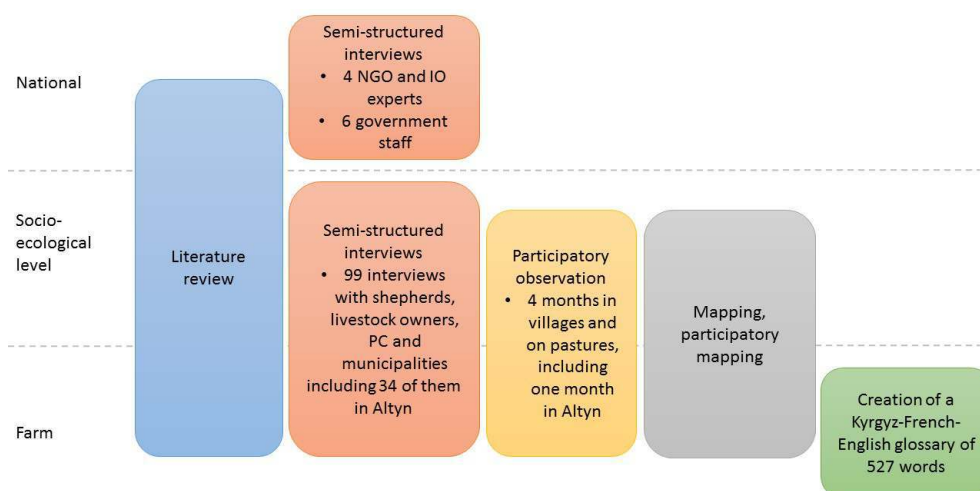 National
Semi-structured
interviews
• 4 NGO and IO
experts
• 6 government
staff
Socio-
ecological
level
Literature
review
Semi-structured
interviews
• 99 interviews
with shepherds,
livestock owners,
PC and
municipalities
including 34 of them
in Altyn
Participatory
observation
• 4 months in
villages and
on pastures,
including
one month
in Altyn
Mapping,
participatory
mapping
Farm
Creation of a
Kyrgyz-French-
English glossary of
527 words